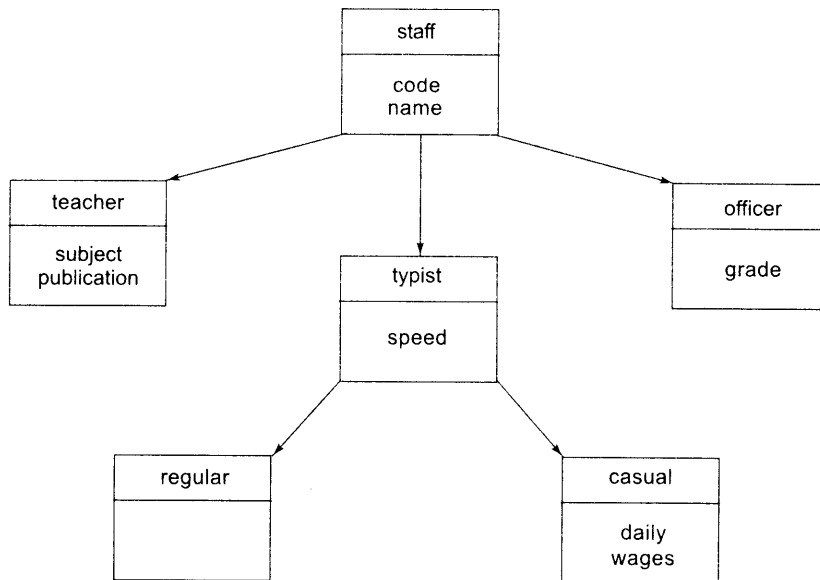 staff
code
name
teacher
subject
publication
officer
grade
typist
speed
regular
casual
daily
wages